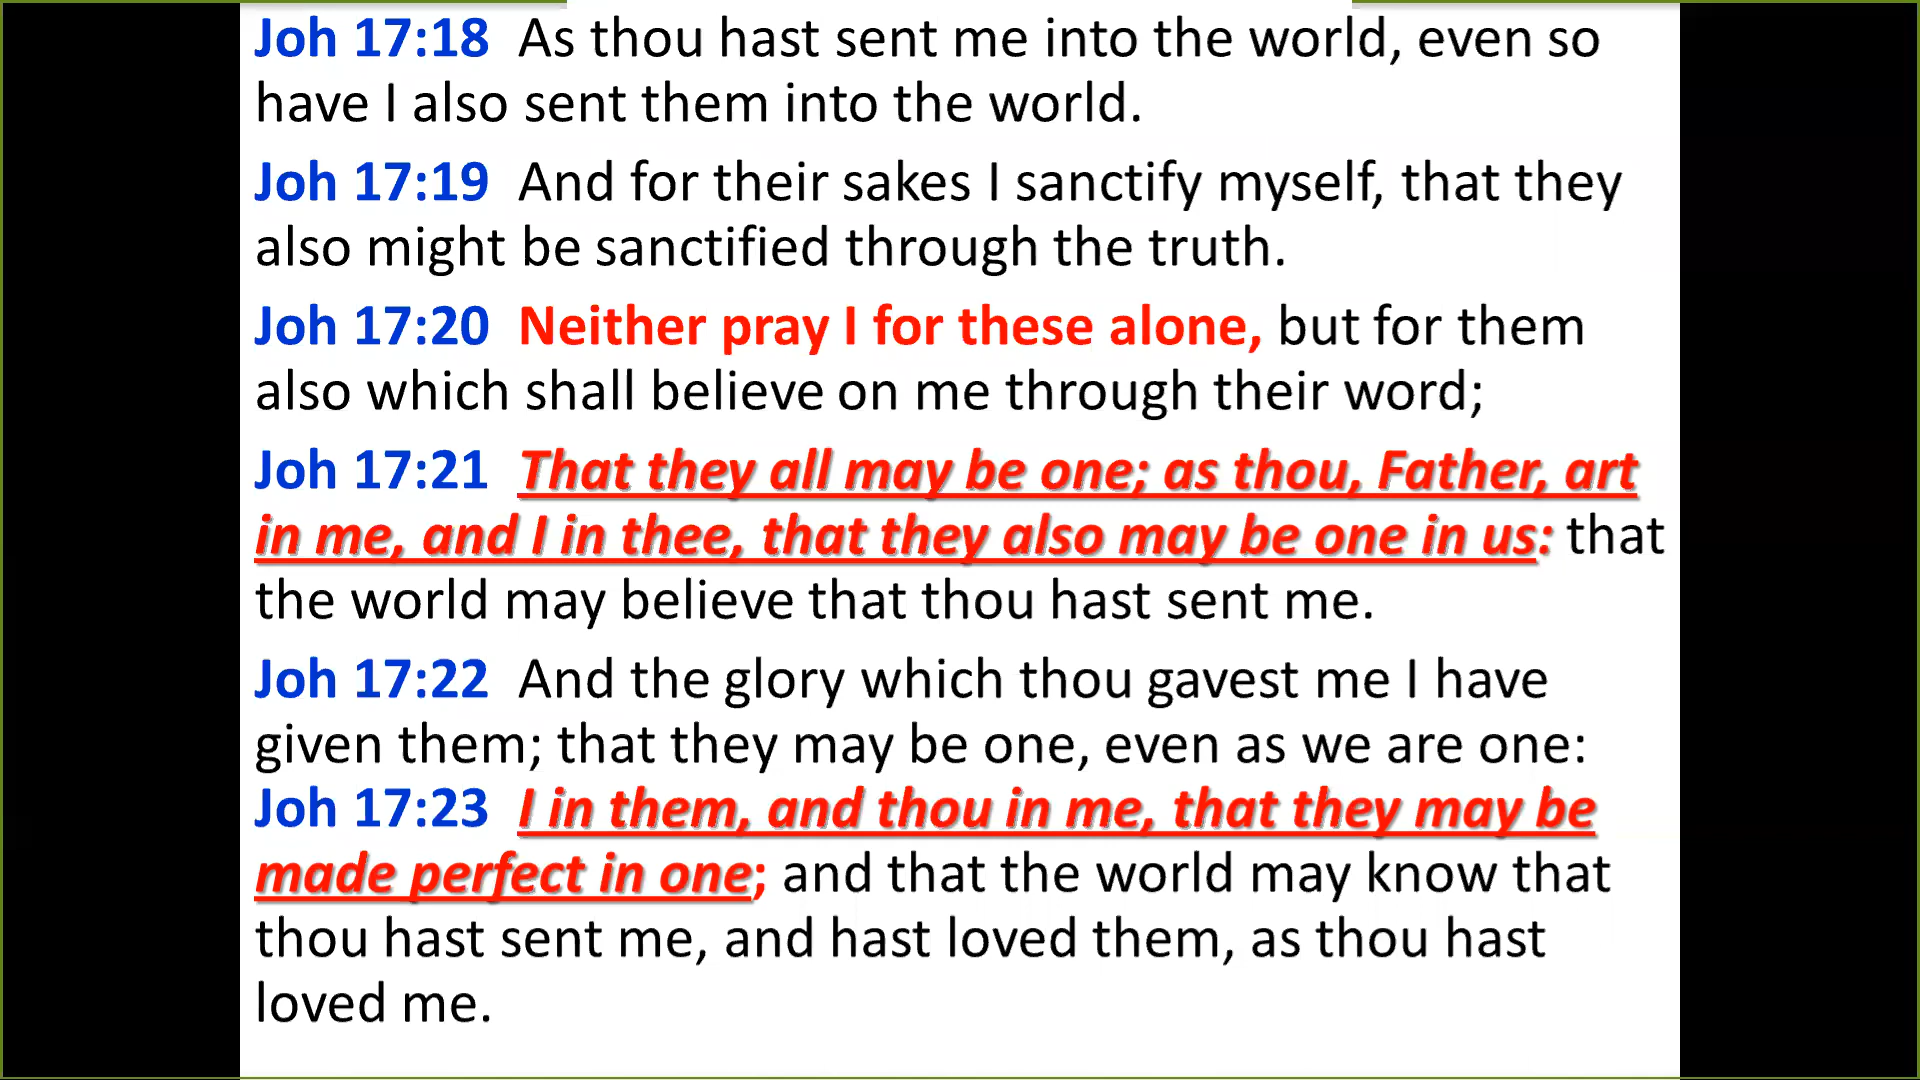 Joh 17:18 As thou hast sent me into the world, even so
have I also sent them into the world.
Joh 17:19 And for their sakes I sanctify myself, that they
also might be sanctified through the truth.
Joh 17:20 Neither pray I for these alone, but for them
also which shall believe on me through their word;
Joh 17:21 That they all may be one; as thou, Father, art
in me, and I in thee, that they also may be one in us: that
the world may believe that thou hast sent me.
Joh 17:22 And the glory which thou gavest me I have
given them; that they may be one, even as we are one:
Joh 17:23 I in them, and thou in me, that they may be
made perfect in one; and that the world may know that
thou hast sent me, and hast loved them, as thou hast
loved me.